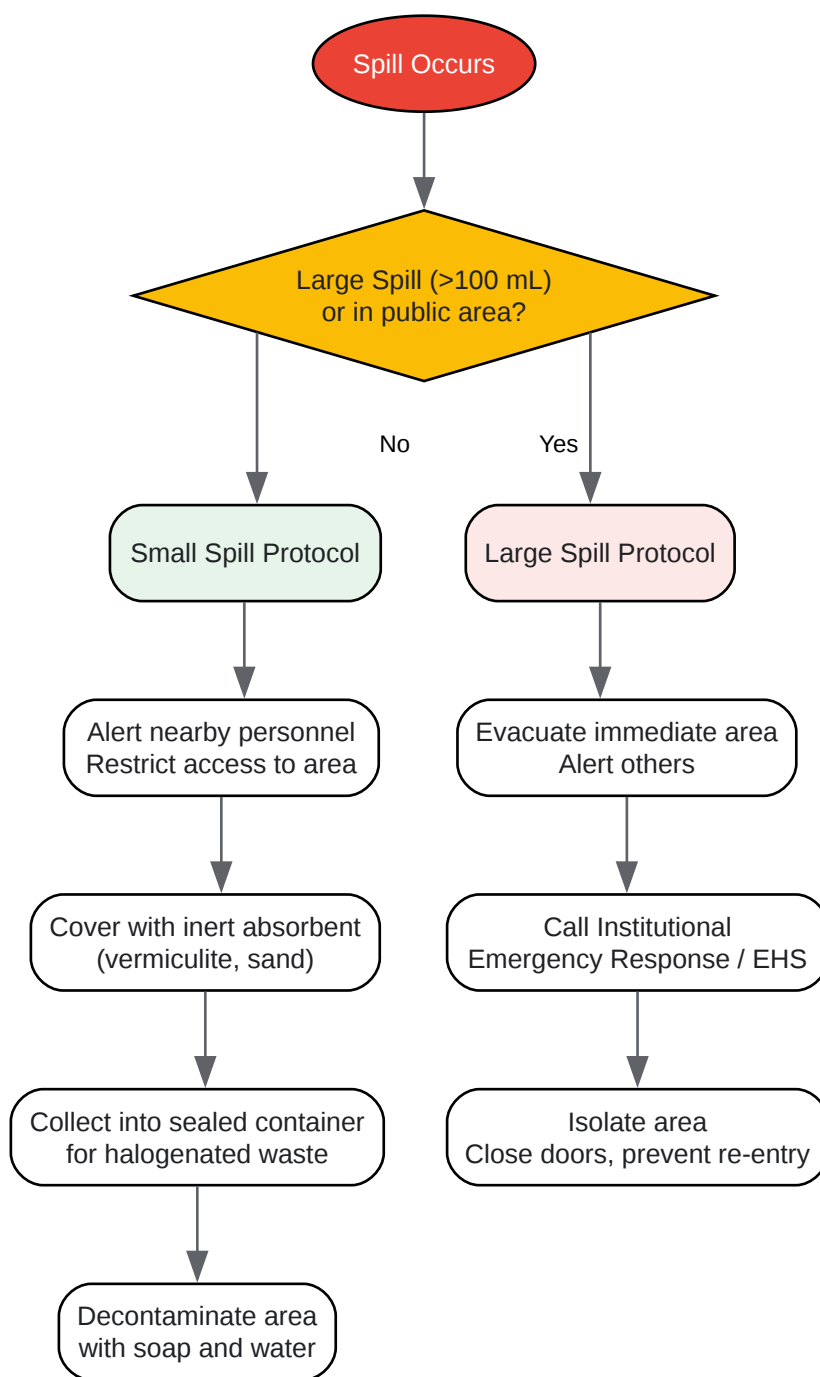 Spill Occurs
Large Spill (>100 mL)
or in public area?
No
Yes
Small Spill Protocol
Large Spill Protocol
Alert nearby personnel
Restrict access to area
Evacuate immediate area
Alert others
Cover with inert absorbent
(vermiculite, sand)
Call Institutional
Emergency Response / EHS
Collect into sealed container
for halogenated waste
Isolate area
Close doors, prevent re-entry
Decontaminate area
with soap and water